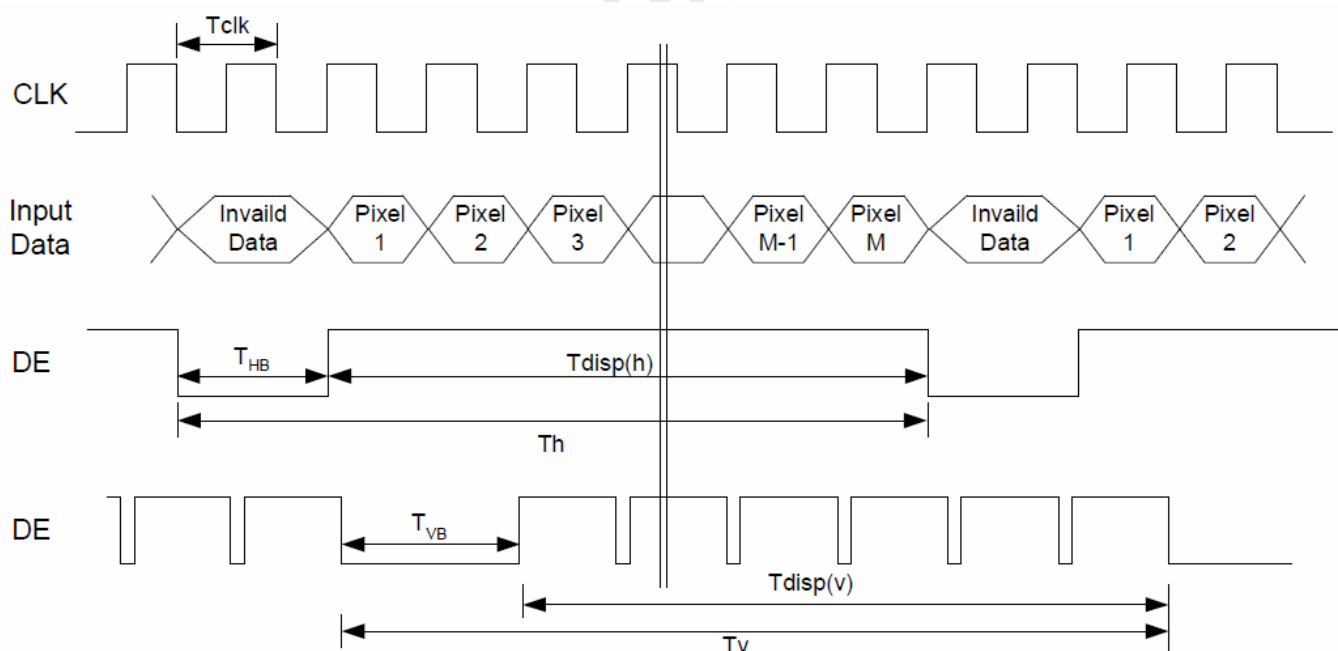 Tclk
CLK
Input
Data
Invaild
Data
Pixel
1
Pixel
2
Pixel
3
Pixel
M-1
Pixel
M
Invaild
Data
Pixel
1
Pixel
2
DE
THB
Tdisp(h)
Th
DE
TVB
Tdisp(v)
Tv